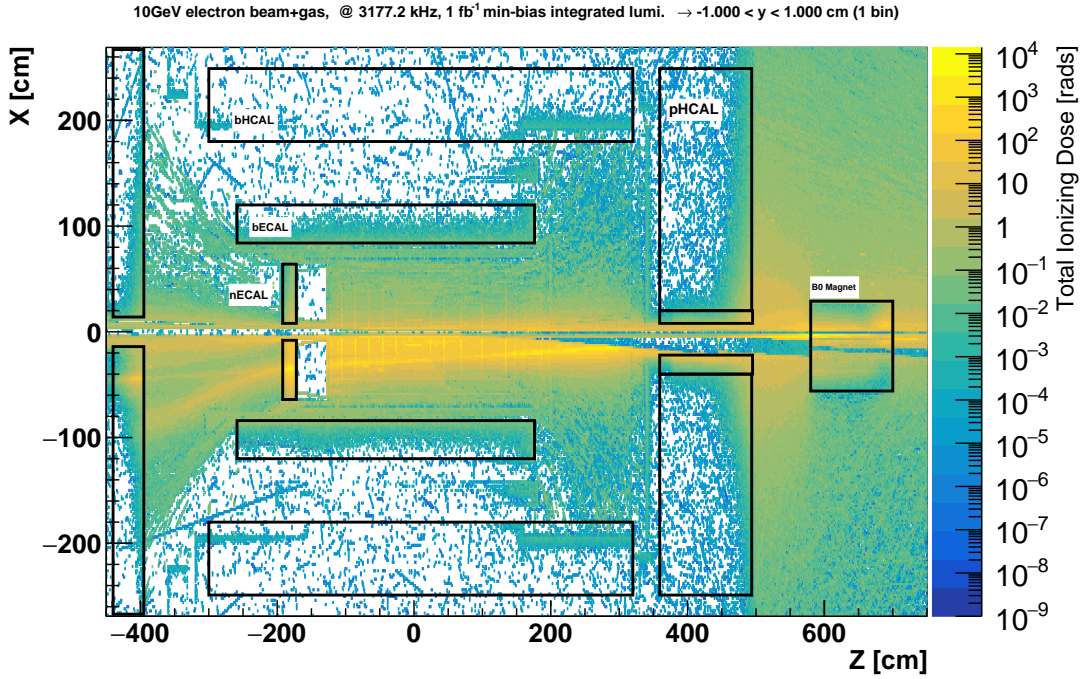 10GeV electron beam+gas, @ 3177.2 kHz, 1 fb⁻¹ min-bias integrated lumi. → -1.000 < y < 1.000 cm (1 bin)
X [cm]
200
100
0
−100
−200
−400
−200
0
200
400
600
Z [cm]
bHCAL
pHCAL
bECAL
nECAL
B0 Magnet
10⁴
10³
10²
10
1
10⁻¹
10⁻²
10⁻³
10⁻⁴
10⁻⁵
10⁻⁶
10⁻⁷
10⁻⁸
10⁻⁹
Total Ionizing Dose [rads]